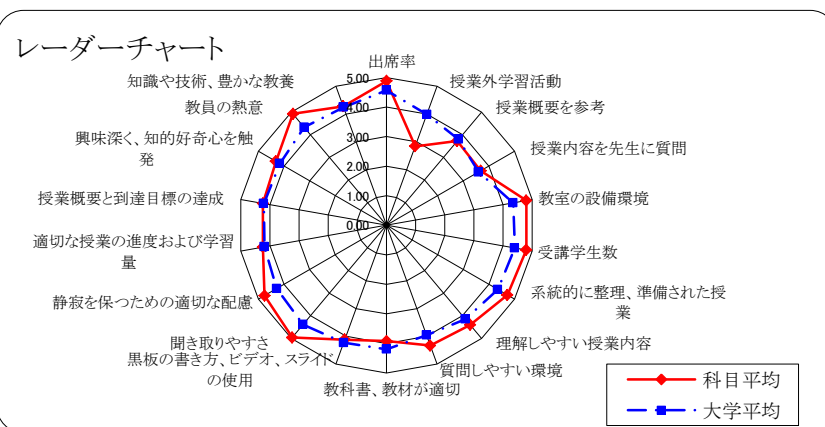 レーダーチャート
出席率
授業外学習活動
授業概要を参考
授業内容を先生に質問
教室の設備環境
受講学生数
系統的に整理、準備された授
業
理解しやすい授業内容
質問しやすい環境
教科書、教材が適切
黒板の書き方、ビデオ、スライド
の使用
聞き取りやすさ
静寂を保つための適切な配慮
適切な授業の進度および学習
量
授業概要と到達目標の達成
興味深く、知的好奇心を触
発
教員の熱意
知識や技術、豊かな教養
5.00
4.00
3.00
2.00
1.00
0.00
科目平均
大学平均